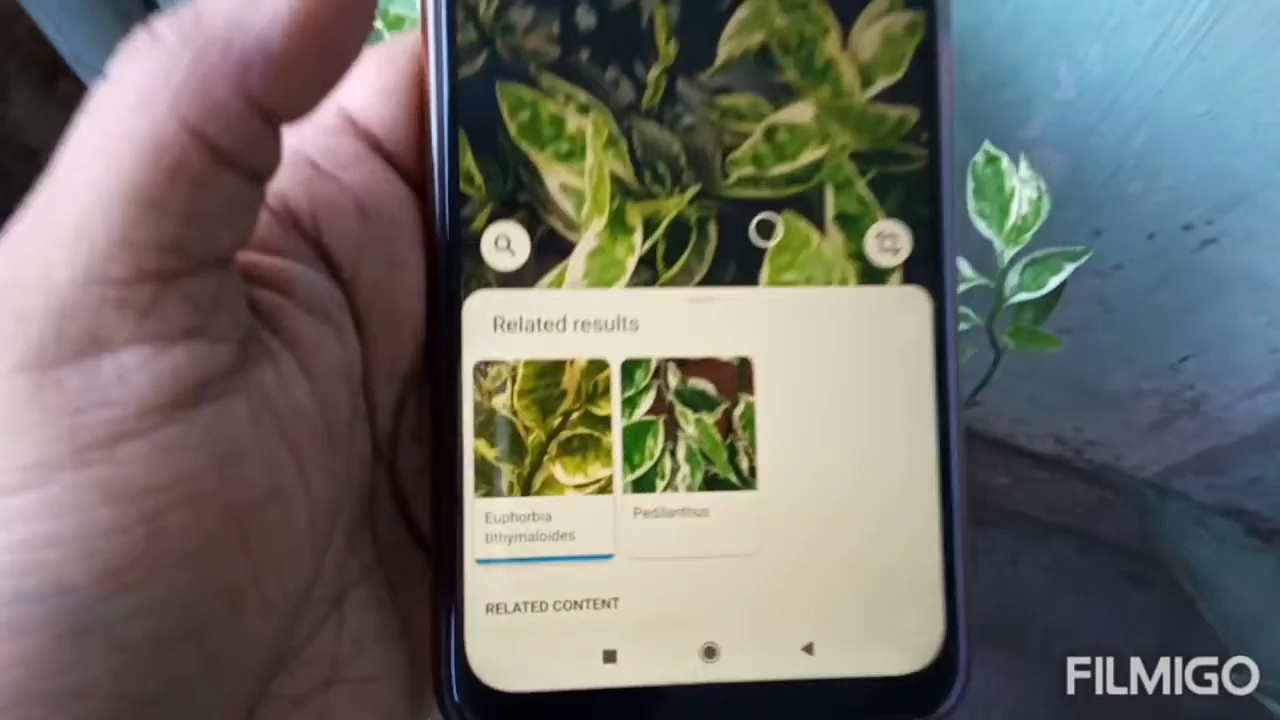 Related results
Euphorbia
tithymaloides
Pedilanthus
RELATED CONTENT
FILMIGO